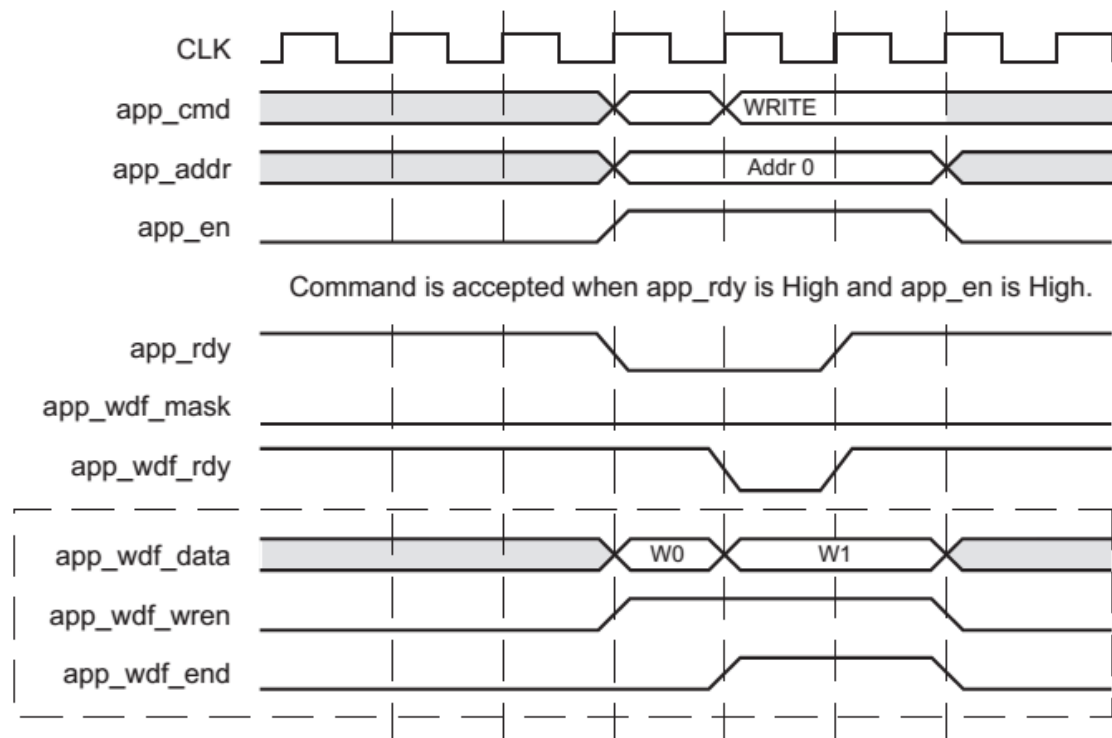 CLK
app_cmd
WRITE
app_addr
Addr 0
app_en
Command is accepted when app_rdy is High and app_en is High.
app_rdy
app_wdf_mask
app_wdf_rdy
app_wdf_data
W0
W1
app_wdf_wren
app_wdf_end